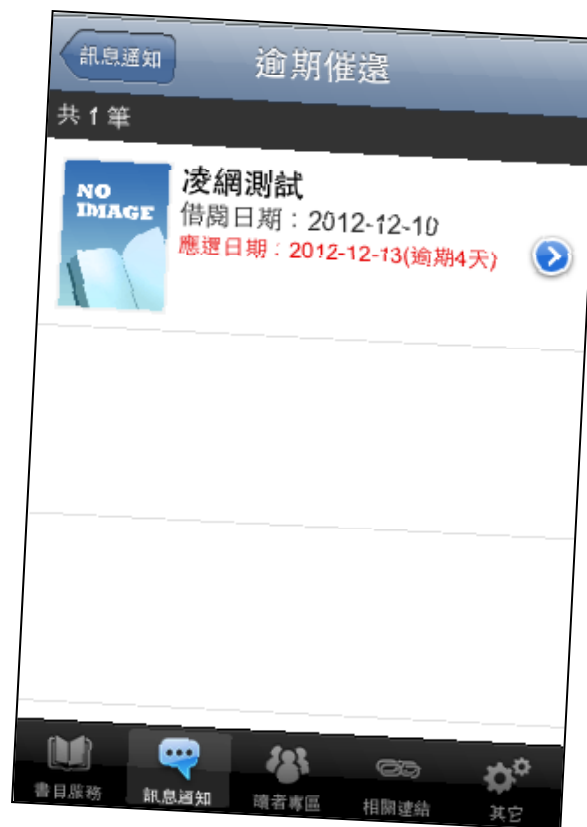 訊息通知
逾期催還
共 1 筆
NO
IMAGE
凌網測試
借閱日期：2012-12-10
應還日期：2012-12-13(逾期4天)
書目服務
訊息通知
讀者專區
相關連結
其它